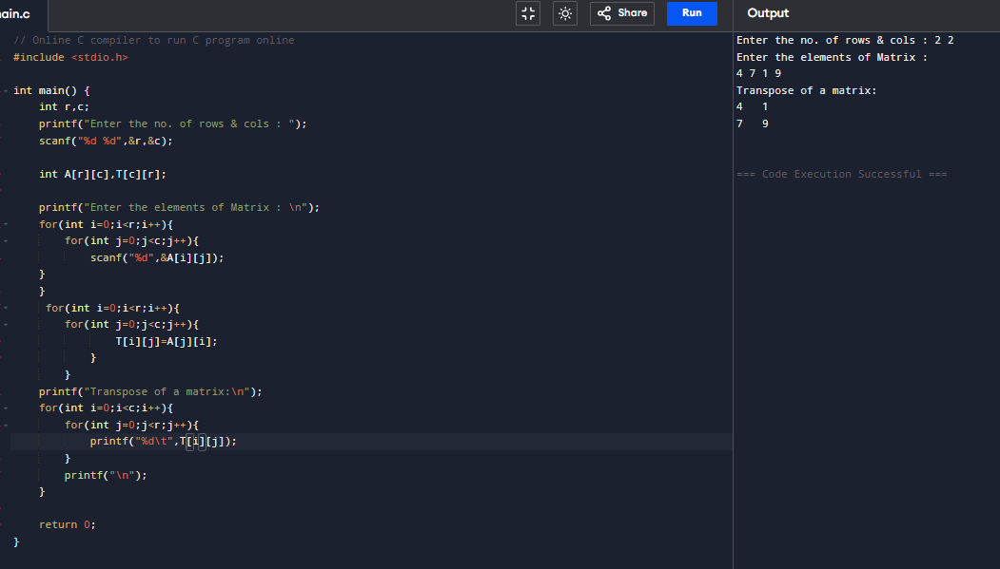 ain.c
Share
Run
// Online C compiler to run C program online
#include <stdio.h>
int main() {
    int r,c;
    printf("Enter the no. of rows & cols : ");
    scanf("%d %d",&r,&c);
    int A[r][c],T[c][r];
    printf("Enter the elements of Matrix : \n");
    for(int i=0;i<r;i++){
        for(int j=0;j<c;j++){
            scanf("%d",&A[i][j]);
    }
    }
     for(int i=0;i<r;i++){
        for(int j=0;j<c;j++){
                T[i][j]=A[j][i];
            }
        }
    printf("Transpose of a matrix:\n");
    for(int i=0;i<c;i++){
        for(int j=0;j<r;j++){
            printf("%d\t",T[i][j]);
        }
        printf("\n");
    }
    return 0;
}
Output
Enter the no. of rows & cols : 2 2
Enter the elements of Matrix :
4 7 1 9
Transpose of a matrix:
4   1
7   9
=== Code Execution Successful ===